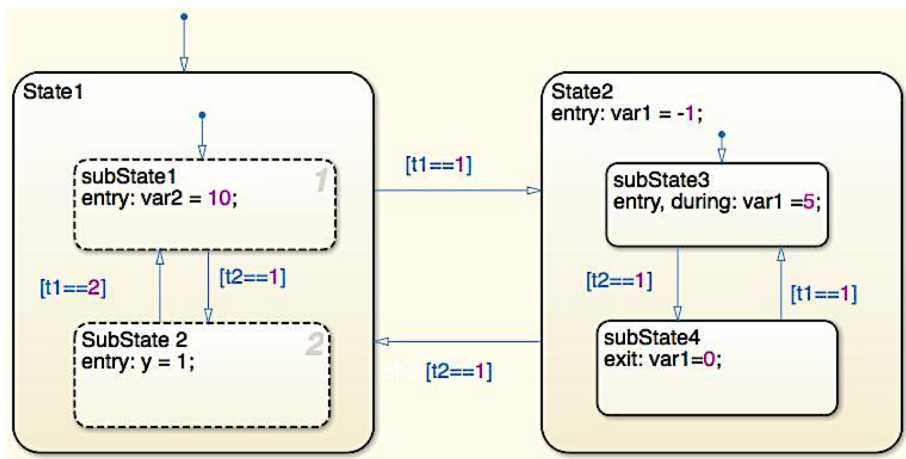 State1
subState1
entry: var2 = 10;
1
[t1==2]
[t2==1]
SubState 2
entry: y = 1;
2
[t1==1]
[t2==1]
State2
entry: var1 = -1;
subState3
entry, during: var1 =5;
[t2==1]
[t1==1]
subState4
exit: var1=0;